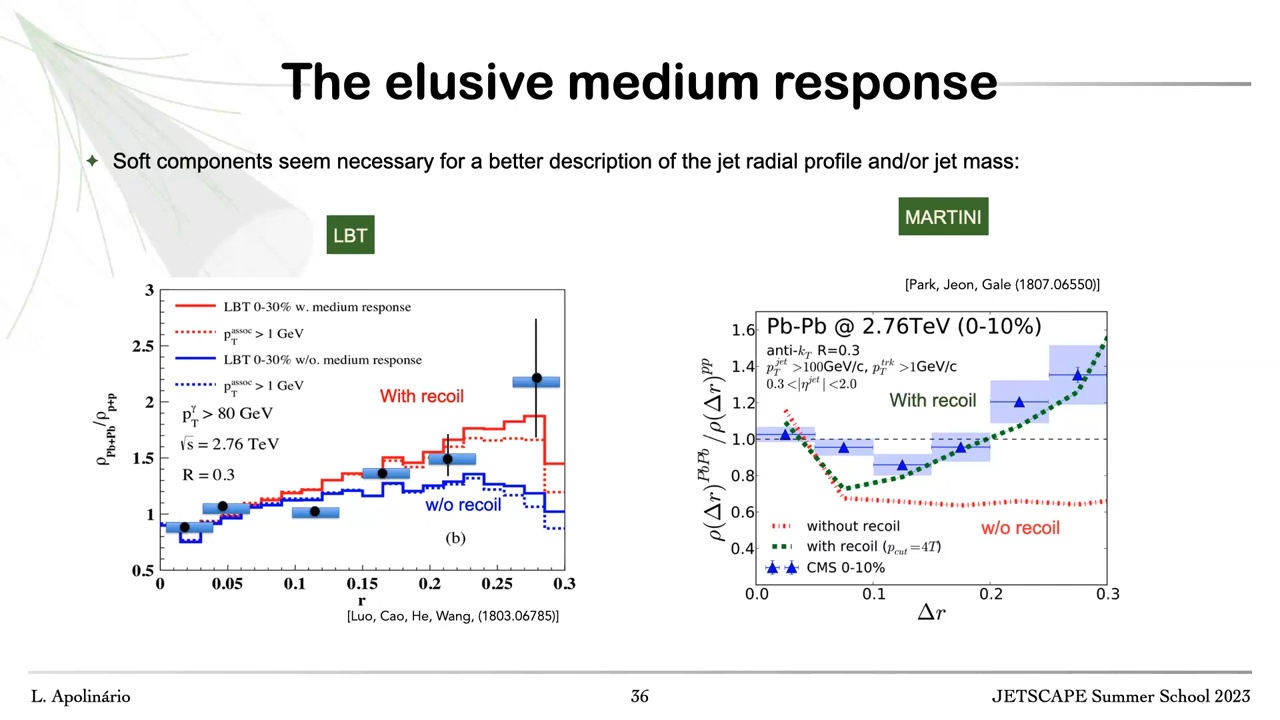 The elusive medium response
✦ Soft components seem necessary for a better description of the jet radial profile and/or jet mass:
LBT
3
2.5
2
1.5
1
0.5
ρ_Pb+Pb/ρ_p+p
LBT 0-30% w. medium response
p_T^assoc > 1 GeV
LBT 0-30% w/o. medium response
p_T^assoc > 1 GeV
p_T^γ > 80 GeV
√s = 2.76 TeV
R = 0.3
With recoil
w/o recoil
(b)
0 0.05 0.1 0.15 0.2 0.25 0.3
r
[Luo, Cao, He, Wang, (1803.06785)]
MARTINI
[Park, Jeon, Gale (1807.06550)]
1.6
1.4
1.2
1.0
0.8
0.6
0.4
ρ(Δr)^PbPb / ρ(Δr)^pp
Pb-Pb @ 2.76TeV (0-10%)
anti-k_T R=0.3
p_T^jet >100GeV/c, p_T^trk >1GeV/c
0.3<|η^jet|<2.0
With recoil
w/o recoil
without recoil
with recoil (p_cut=4T)
CMS 0-10%
0.0 0.1 0.2 0.3
Δr
L. Apolinário
36
JETSCAPE Summer School 2023